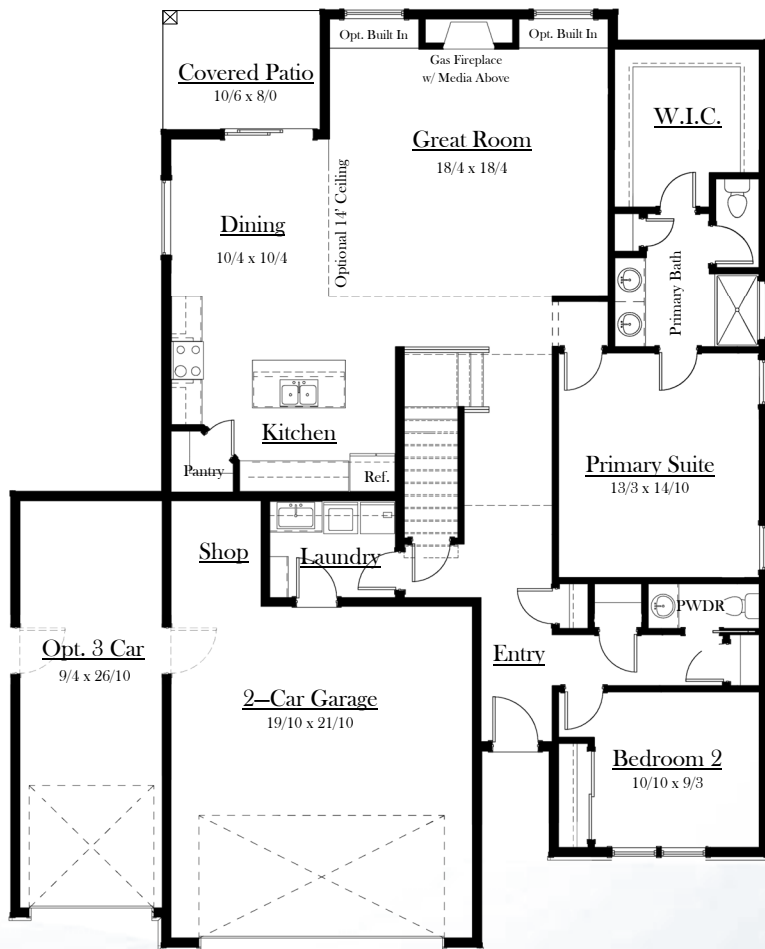 Opt. Built In
Opt. Built In
Gas Fireplace
w/ Media Above
Covered Patio
10/6 x 8/0
Great Room
18/4 x 18/4
W.I.C.
Optional 14' Ceiling
Dining
10/4 x 10/4
Primary Bath
Kitchen
Pantry
Ref.
Primary Suite
13/3 x 14/10
Shop
Laundry
PWDR
Opt. 3 Car
9/4 x 26/10
Entry
2–Car Garage
19/10 x 21/10
Bedroom 2
10/10 x 9/3